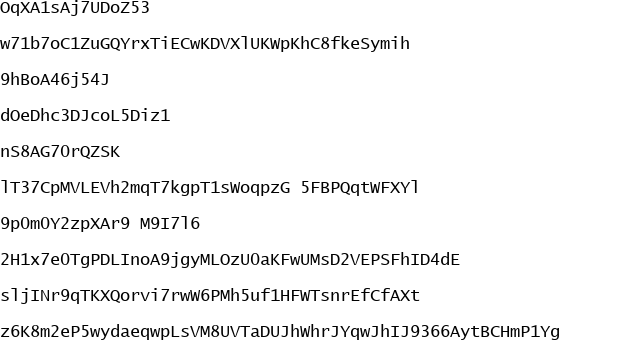 OqXA1sAj7UDoZ53
w71b7oC1ZuGQYrxTiECwKDVXlUKWpKhC8fkeSymih
9hBoA46j54J
dOeDhc3DJcoL5Diz1
nS8AG7OrQZSK
lT37CpMVLEVh2mqT7kgpT1sWoqpzG 5FBPQqtWFXYl
9pOmOY2zpXAr9 M9I7l6
2H1x7eOTgPDLInoA9jgyMLOzUOaKFwUMsD2VEPSFhID4dE
sljINr9qTKXQorvi7rwW6PMh5uf1HFWTsnrEfCfAXt
z6K8m2eP5wydaeqwpLsVM8UVTaDUJhWhrJYqwJhIJ9366AytBCHmP1Yg